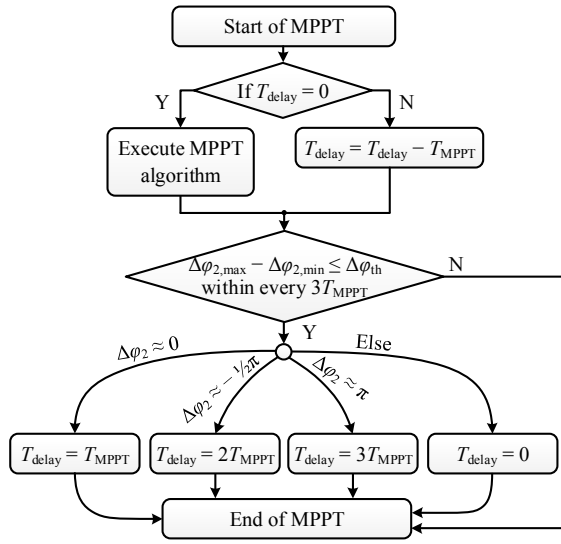 Start of MPPT
If T_delay = 0
Y
N
Execute MPPT
algorithm
T_delay = T_delay − T_MPPT
Δφ_2,max − Δφ_2,min ≤ Δφ_th
within every 3T_MPPT
N
Y
Δφ_2 ≈ 0
Δφ_2 ≈ − ½π
Δφ_2 ≈ π
Else
T_delay = T_MPPT
T_delay = 2T_MPPT
T_delay = 3T_MPPT
T_delay = 0
End of MPPT